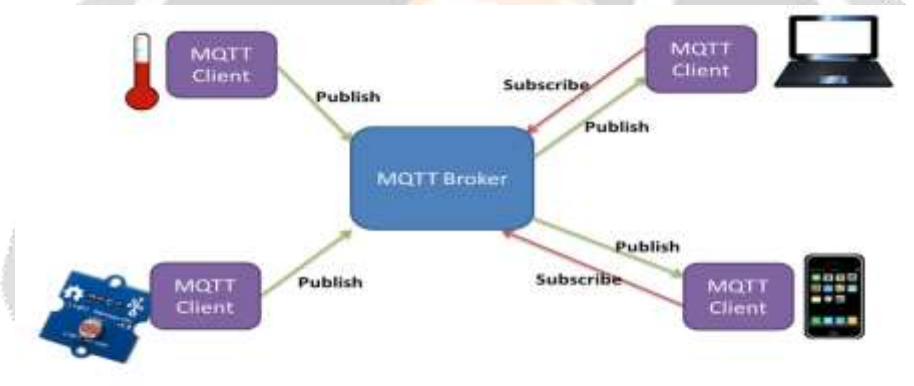 MQTT
Client
Publish
MQTT
Client
Subscribe
Publish
MQTT Broker
MQTT
Client
Publish
Publish
Subscribe
MQTT
Client